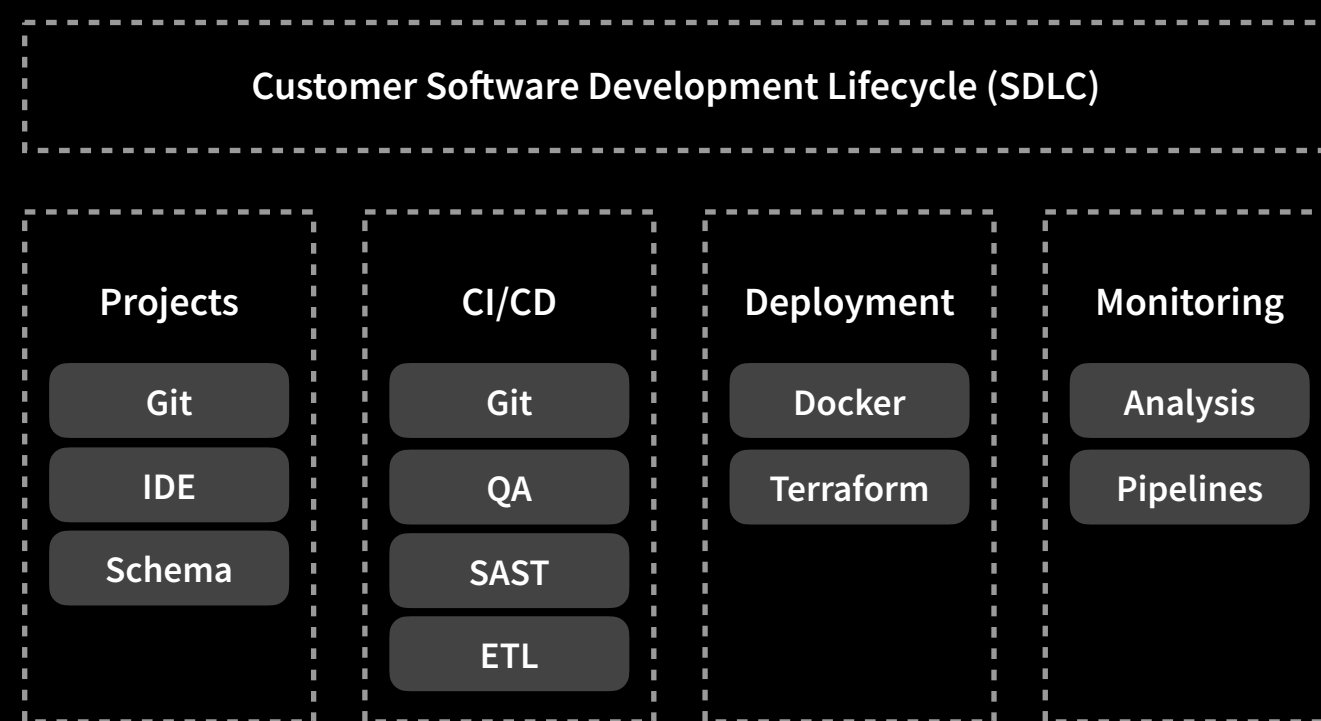 Customer Software Development Lifecycle (SDLC)
Projects
Git
IDE
Schema
CI/CD
Git
QA
SAST
ETL
Deployment
Docker
Terraform
Monitoring
Analysis
Pipelines